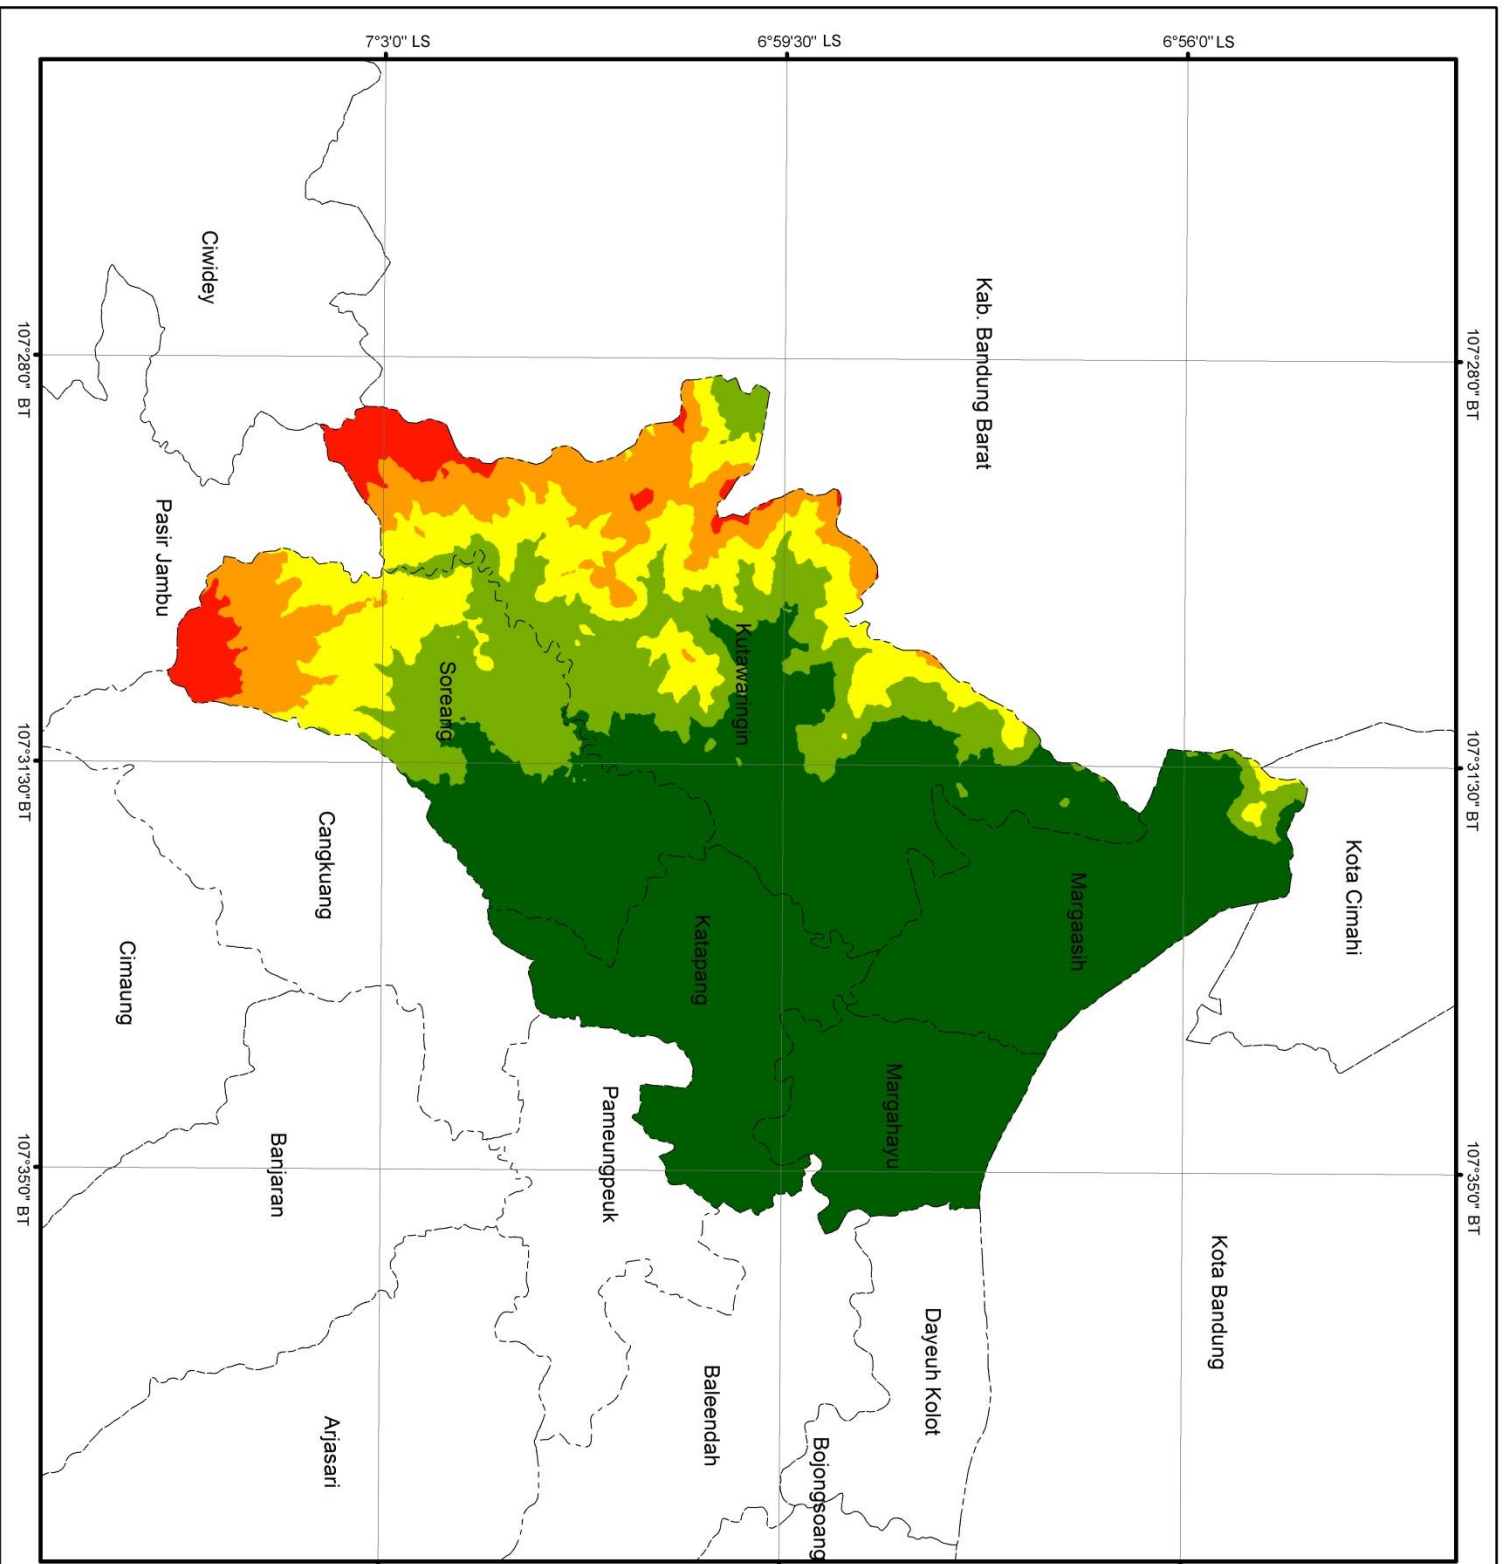 7°3'0" LS
6°59'30" LS
6°56'0" LS
107°28'0" BT
107°28'0" BT
107°31'30"BT
107°31'30" BT
107°35'0" BT
107°35'0" BT
Ciwidey
Kab. Bandung Barat
Pasir Jambu
Kutawaringin
Soreang
Cangkuang
Kota Cimahi
Margaasih
Katapang
Cimaung
Margahayu
Pameungpeuk
Banjaran
Kota Bandung
Dayeuh Kolot
Baleendah
Arjasari
Bojongsoang